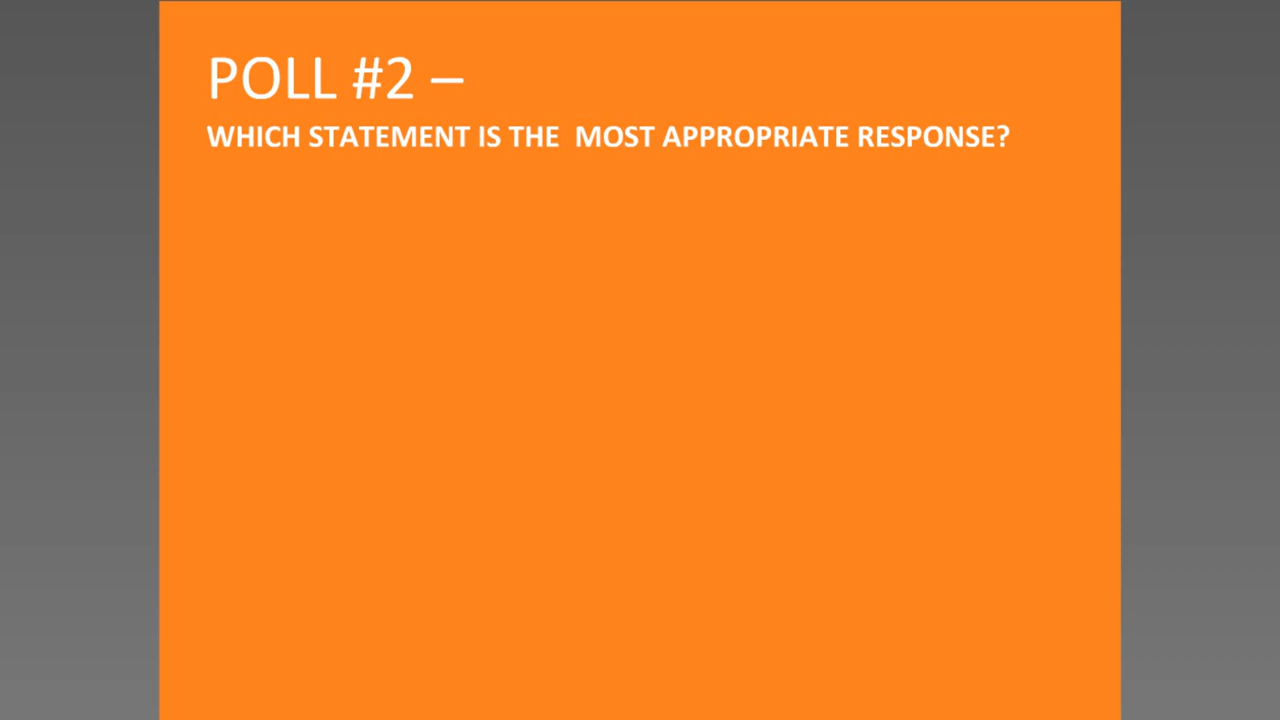 POLL #2 –
WHICH STATEMENT IS THE  MOST APPROPRIATE RESPONSE?